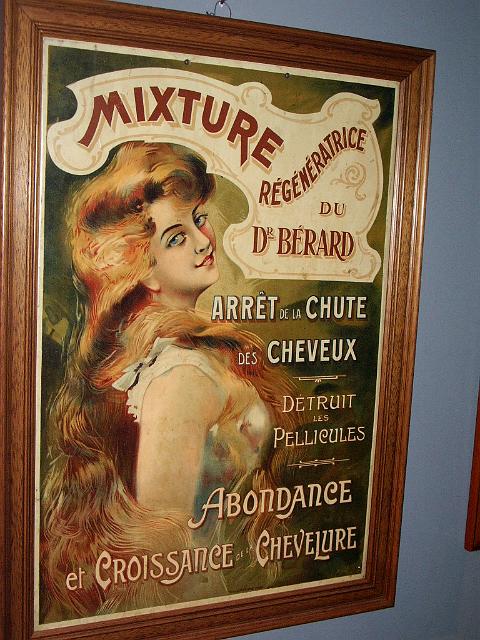 MIXTURE
RÉGÉNÉRATRICE
DU
DR BÉRARD
ARRÊT DE LA CHUTE
DES CHEVEUX
DÉTRUIT
LES
PELLICULES
ABONDANCE
et CROISSANCE DE LA CHEVELURE